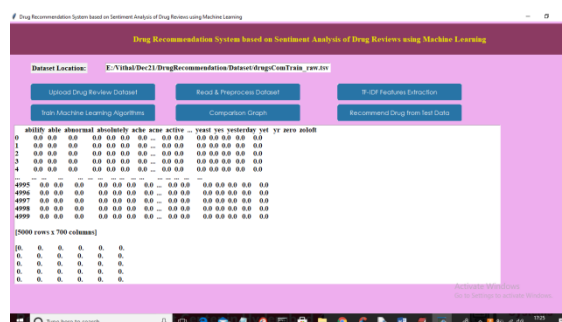 Drug Recommendation System based on Sentiment Analysis of Drug Reviews using Machine Learning
Drug Recommendation System based on Sentiment Analysis of Drug Reviews using Machine Learning
Dataset Location: E:/Vithal/Dec21/DrugRecommendation/Dataset/drugsComTrain_raw.tsv
Upload Drug Review Dataset Read & Preprocess Dataset TF-IDF Features Extraction
Train Machine Learning Algorithms Comparison Graph Recommend Drug from Test Data
abilify able abnormal absolutely ache acne active ... yeast yes yesterday yet yr zero zoloft
0 0.0 0.0 0.0 0.0 0.0 0.0 0.0 ... 0.0 0.0 0.0 0.0 0.0 0.0 0.0
1 0.0 0.0 0.0 0.0 0.0 0.0 0.0 ... 0.0 0.0 0.0 0.0 0.0 0.0 0.0
2 0.0 0.0 0.0 0.0 0.0 0.0 0.0 ... 0.0 0.0 0.0 0.0 0.0 0.0 0.0
3 0.0 0.0 0.0 0.0 0.0 0.0 0.0 ... 0.0 0.0 0.0 0.0 0.0 0.0 0.0
4 0.0 0.0 0.0 0.0 0.0 0.0 0.0 ... 0.0 0.0 0.0 0.0 0.0 0.0 0.0
... ... ... ... ... ... ... ... ... ... ... ... ... ...
4995 0.0 0.0 0.0 0.0 0.0 0.0 0.0 ... 0.0 0.0 0.0 0.0 0.0 0.0 0.0
4996 0.0 0.0 0.0 0.0 0.0 0.0 0.0 ... 0.0 0.0 0.0 0.0 0.0 0.0 0.0
4997 0.0 0.0 0.0 0.0 0.0 0.0 0.0 ... 0.0 0.0 0.0 0.0 0.0 0.0 0.0
4998 0.0 0.0 0.0 0.0 0.0 0.0 0.0 ... 0.0 0.0 0.0 0.0 0.0 0.0 0.0
4999 0.0 0.0 0.0 0.0 0.0 0.0 0.0 ... 0.0 0.0 0.0 0.0 0.0 0.0 0.0
[5000 rows x 700 columns]
[0. 0. 0. 0. 0. 0.
0. 0. 0. 0. 0. 0.
0. 0. 0. 0. 0. 0.
0. 0. 0. 0. 0. 0.
0. 0. 0. 0. 0. 0.
Activate Windows
Go to Settings to activate Windows.
Type here to search
17:25